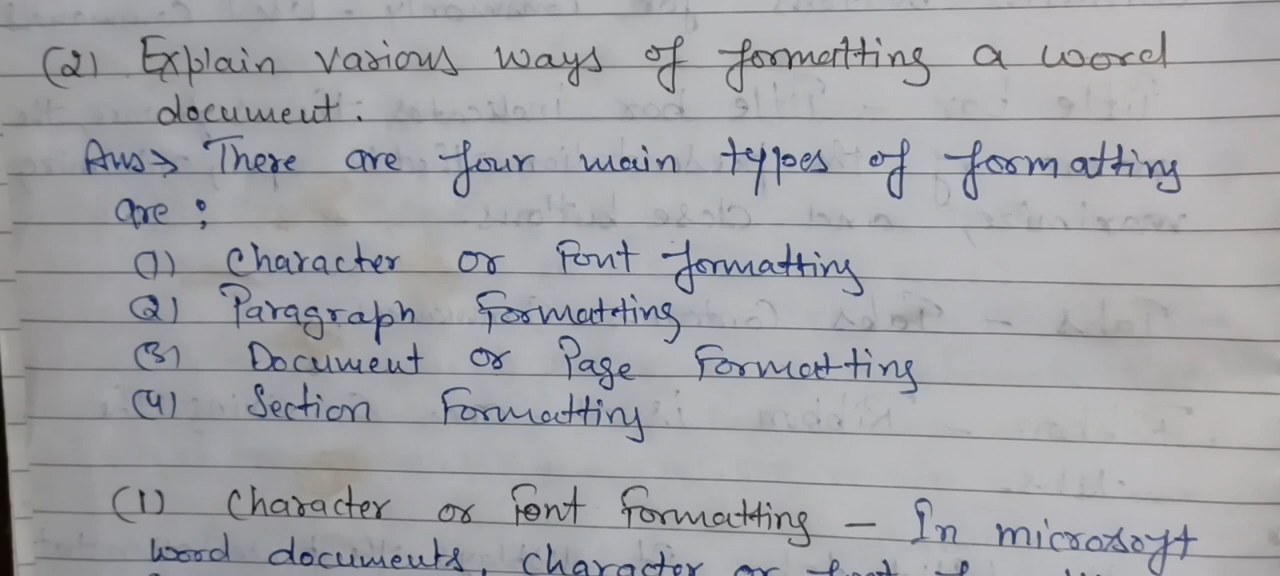 (2) Explain various ways of formatting a word
document.
Ans→ There are four main types of formatting
are :
(1) Character or Font formatting
(2) Paragraph Formatting
(3) Document or Page Formatting
(4) Section Formatting
(1) Character or Font Formatting — In microsoft
word documents, character or